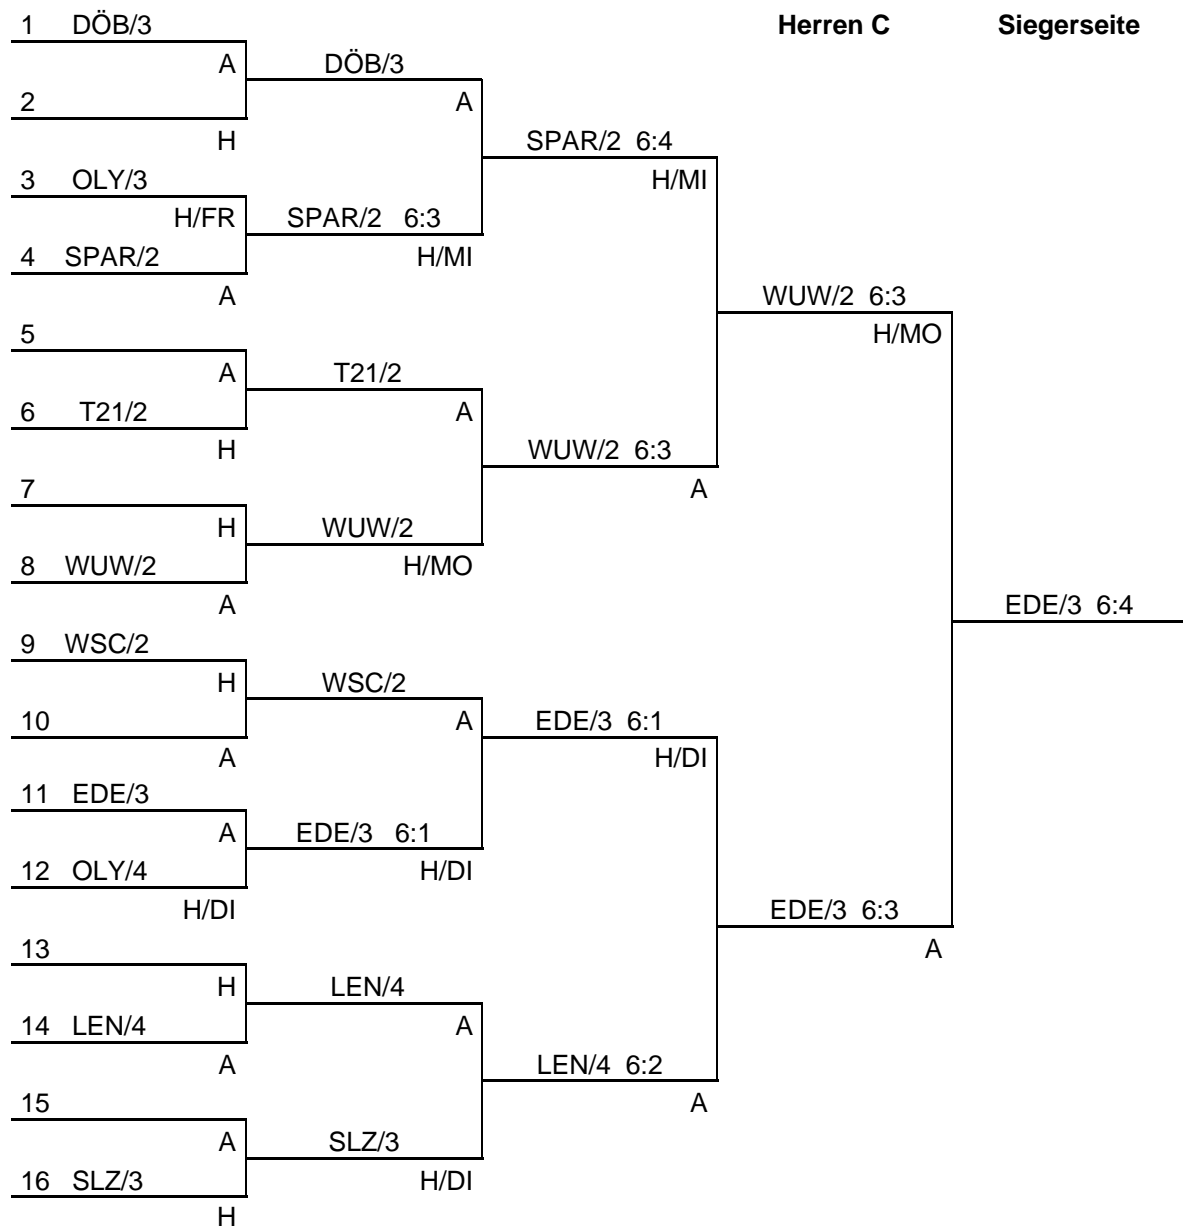 1 DÖB/3 Herren C Siegerseite
A DÖB/3
2 A
H SPAR/2 6:4
3 OLY/3 H/MI
H/FR SPAR/2 6:3
4 SPAR/2 H/MI
A WUW/2 6:3
5 H/MO
A T21/2
6 T21/2 A
H WUW/2 6:3
7 A
H WUW/2
8 WUW/2 H/MO
A EDE/3 6:4
9 WSC/2
H WSC/2
10 A EDE/3 6:1
A H/DI
11 EDE/3
A EDE/3 6:1
12 OLY/4 H/DI
H/DI EDE/3 6:3
13 A
H LEN/4
14 LEN/4 A
A LEN/4 6:2
15 A
A SLZ/3
16 SLZ/3 H/DI
H